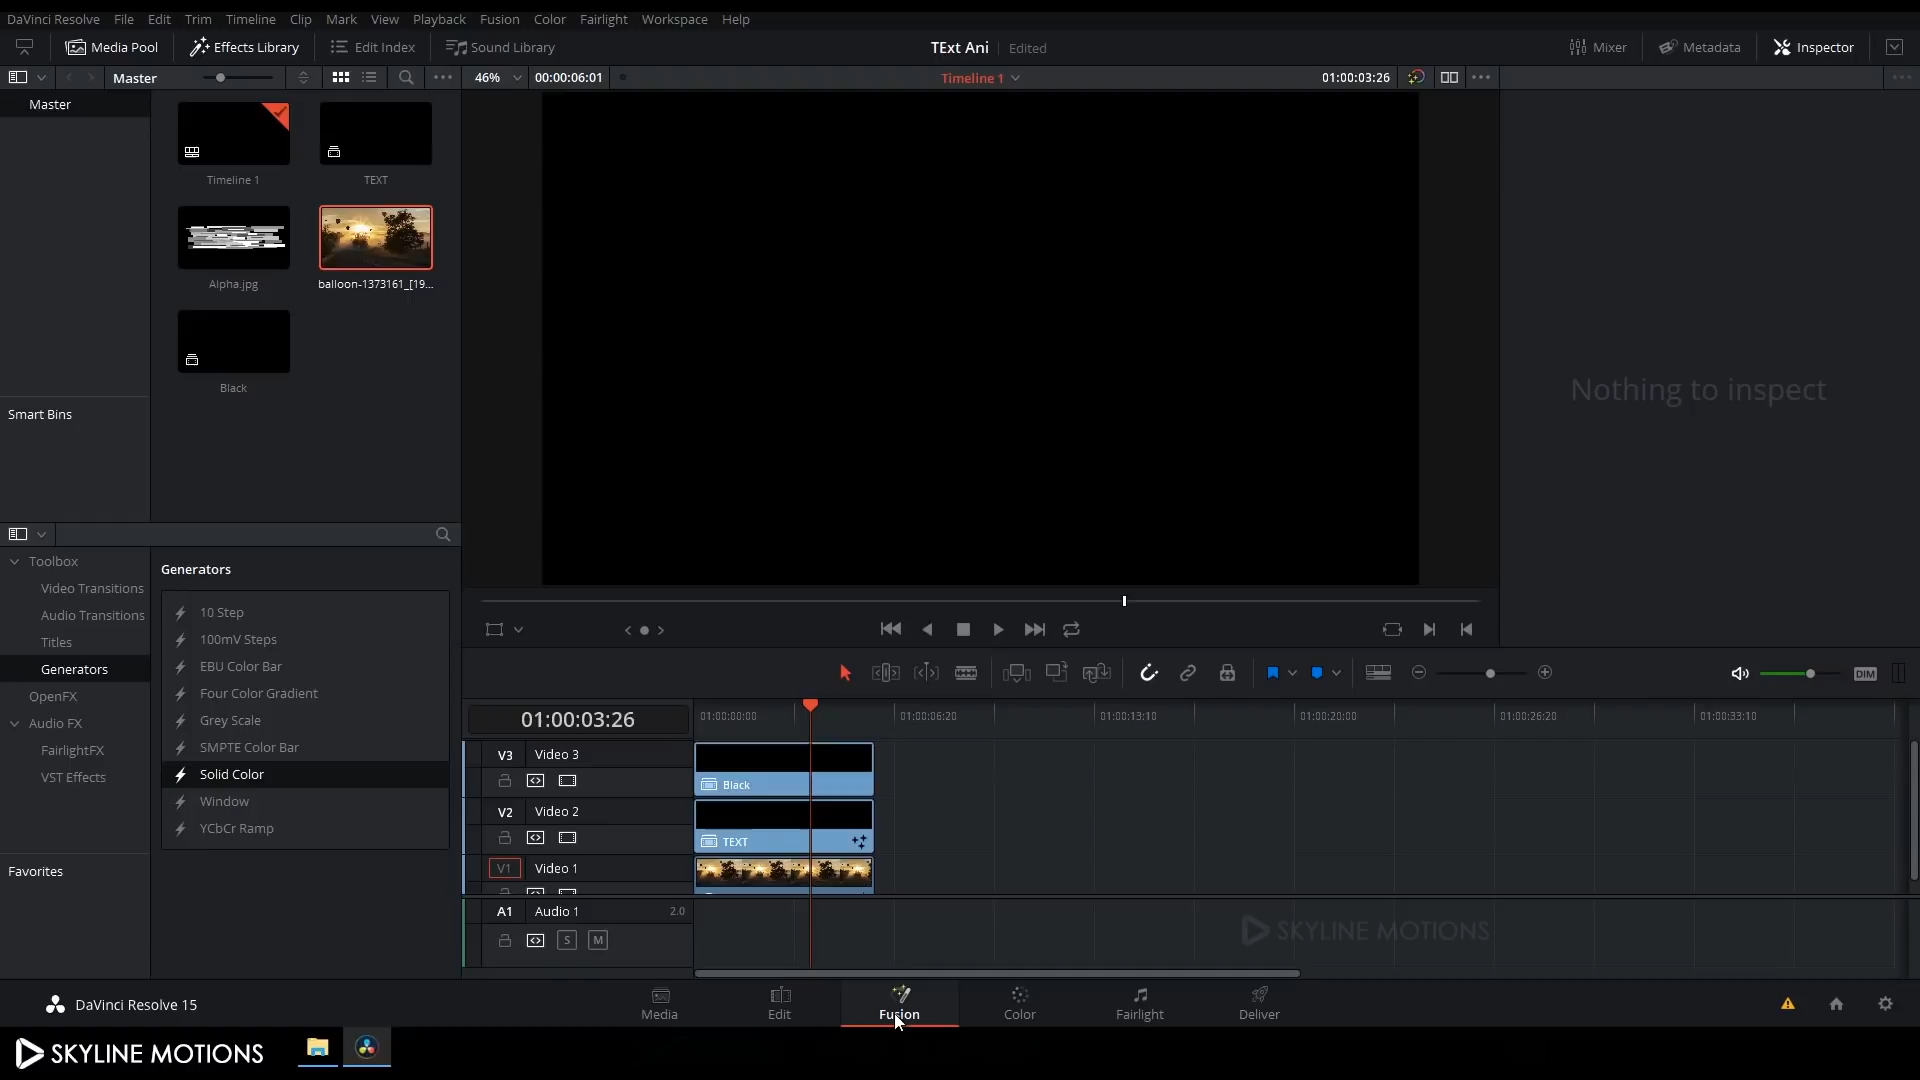 DaVinci Resolve File Edit Trim Timeline Clip Mark View Playback Fusion Color Fairlight Workspace Help
Media Pool Effects Library Edit Index Sound Library TExt Ani Edited Mixer Metadata Inspector
Master 46% 00:00:06:01 Timeline 1 01:00:03:26
Master
Timeline 1 TEXT
Alpha.jpg balloon-1373161_[19...
Black
Smart Bins
Nothing to inspect
Toolbox
Video Transitions
Audio Transitions
Titles
Generators
OpenFX
Audio FX
FairlightFX
VST Effects
Favorites
Generators
10 Step
100mV Steps
EBU Color Bar
Four Color Gradient
Grey Scale
SMPTE Color Bar
Solid Color
Window
YCbCr Ramp
DIM
01:00:03:26 01:00:00:00 01:00:06:20 01:00:13:10 01:00:20:00 01:00:26:20 01:00:33:10
V3 Video 3
Black
V2 Video 2
TEXT
V1 Video 1
A1 Audio 1 2.0
S M
SKYLINE MOTIONS
DaVinci Resolve 15
Media Edit Fusion Color Fairlight Deliver
SKYLINE MOTIONS